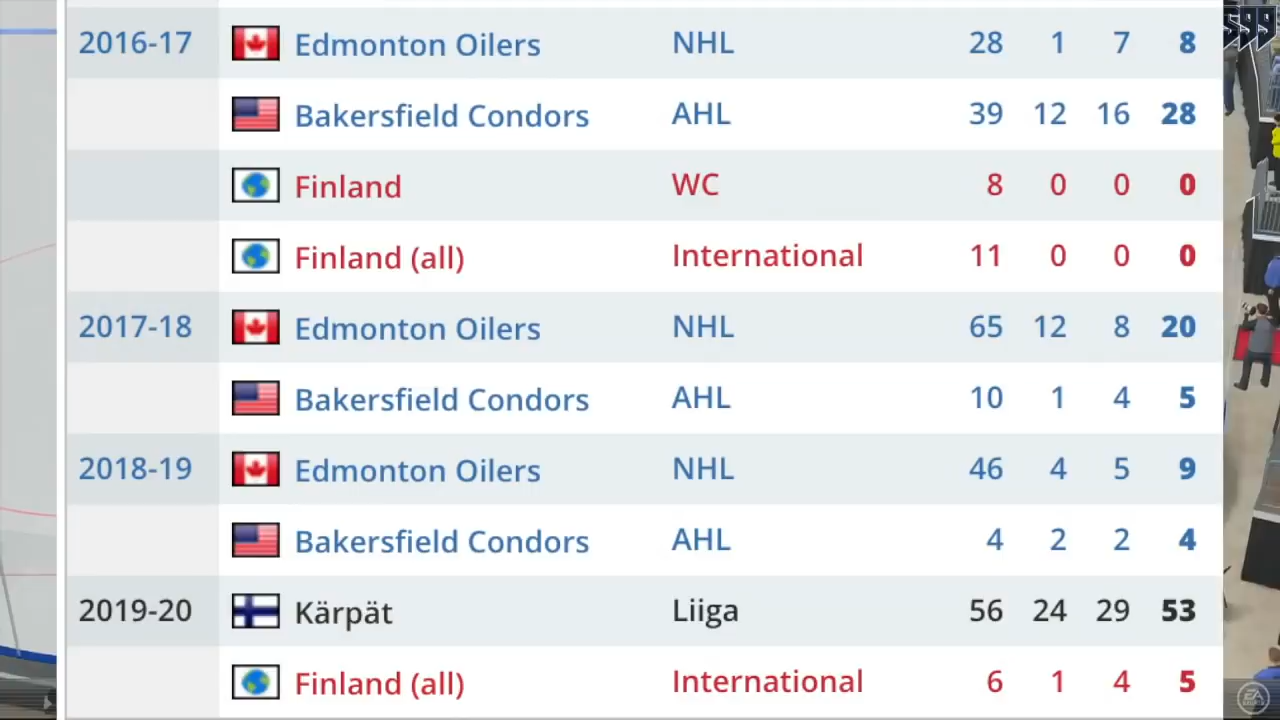 2016-17 Edmonton Oilers NHL 28 1 7 8
Bakersfield Condors AHL 39 12 16 28
Finland WC 8 0 0 0
Finland (all) International 11 0 0 0
2017-18 Edmonton Oilers NHL 65 12 8 20
Bakersfield Condors AHL 10 1 4 5
2018-19 Edmonton Oilers NHL 46 4 5 9
Bakersfield Condors AHL 4 2 2 4
2019-20 Kärpät Liiga 56 24 29 53
Finland (all) International 6 1 4 5
EA